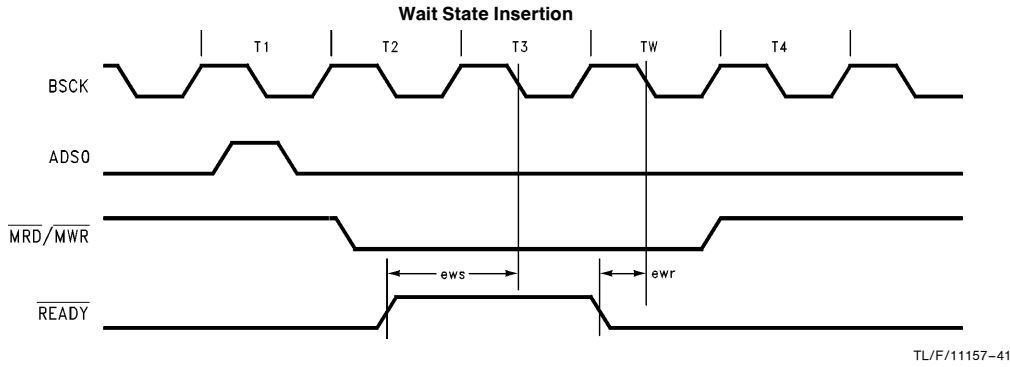 Wait State Insertion
T1 T2 T3 TW T4
BSCK
ADS0
MRD/MWR
ews ewr
READY
TL/F/11157–41